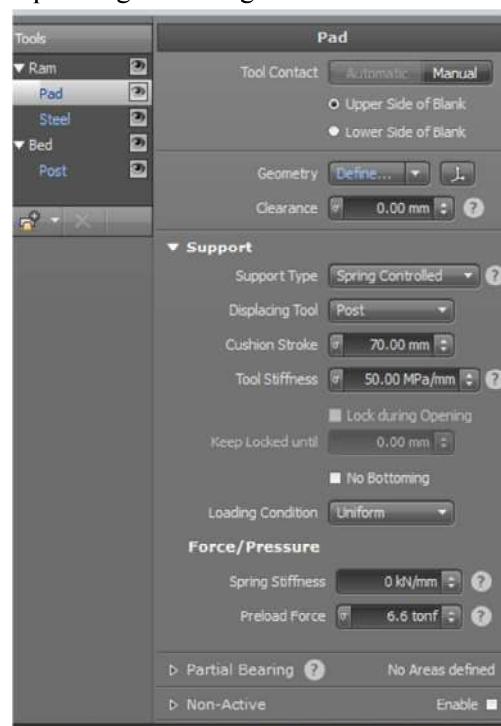 Tools
Ram
Pad
Steel
Bed
Post
Pad
Tool Contact Automatic Manual
Upper Side of Blank
Lower Side of Blank
Geometry Define...
Clearance σ 0.00 mm ?
Support
Support Type Spring Controlled ?
Displacing Tool Post
Cushion Stroke σ 70.00 mm
Tool Stiffness σ 50.00 MPa/mm ?
Lock during Opening
Keep Locked until 0.00 mm
No Bottoming
Loading Condition Uniform
Force/Pressure
Spring Stiffness 0 kN/mm ?
Preload Force σ 6.6 tonf ?
Partial Bearing ? No Areas defined
Non-Active Enable